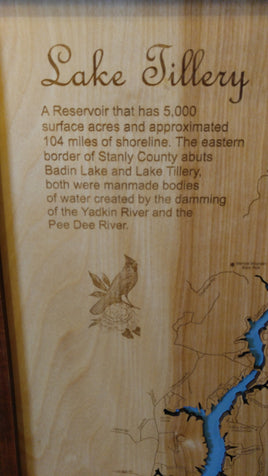 Lake Tillery
A Reservoir that has 5,000
surface acres and approximated
104 miles of shoreline. The eastern
border of Stanly County abuts
Badin Lake and Lake Tillery,
both were manmade bodies
of water created by the damming
of the Yadkin River and the
Pee Dee River.